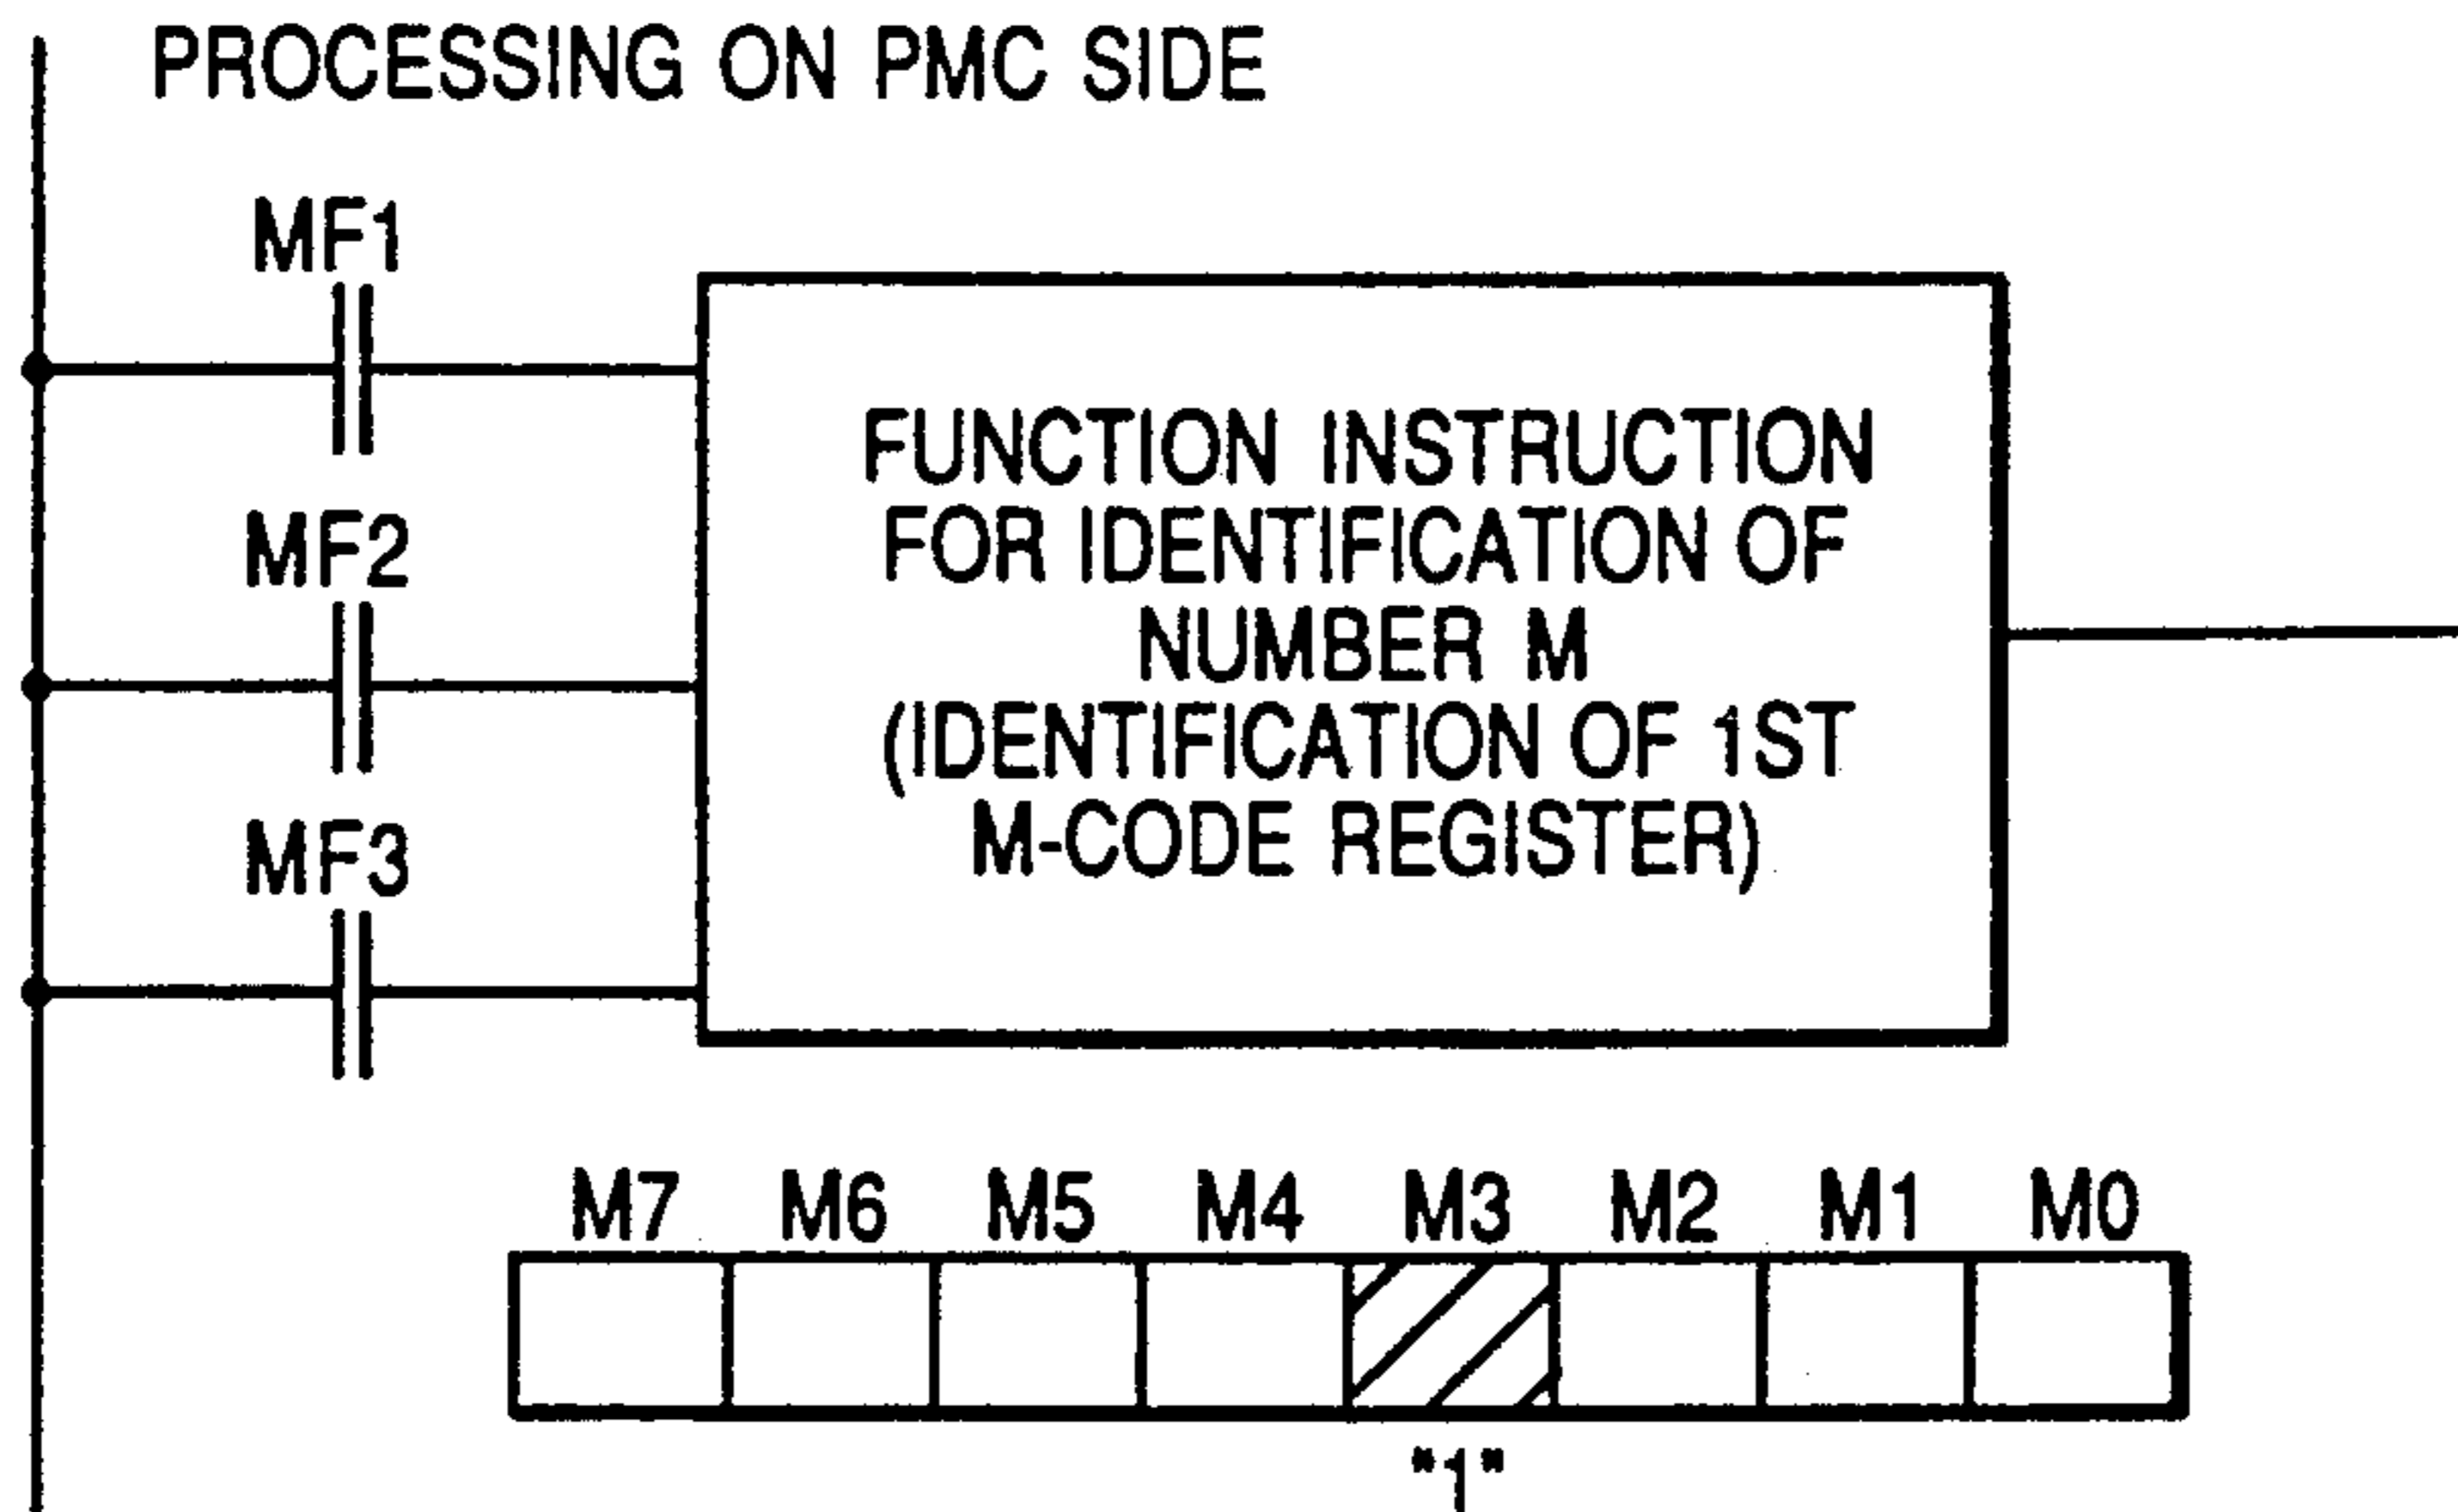 PROCESSING ON PMC SIDE
MF1
MF2
MF3
FUNCTION INSTRUCTION
FOR IDENTIFICATION OF
NUMBER M
(IDENTIFICATION OF 1ST
M-CODE REGISTER)
M7 M6 M5 M4 M3 M2 M1 M0
"1"